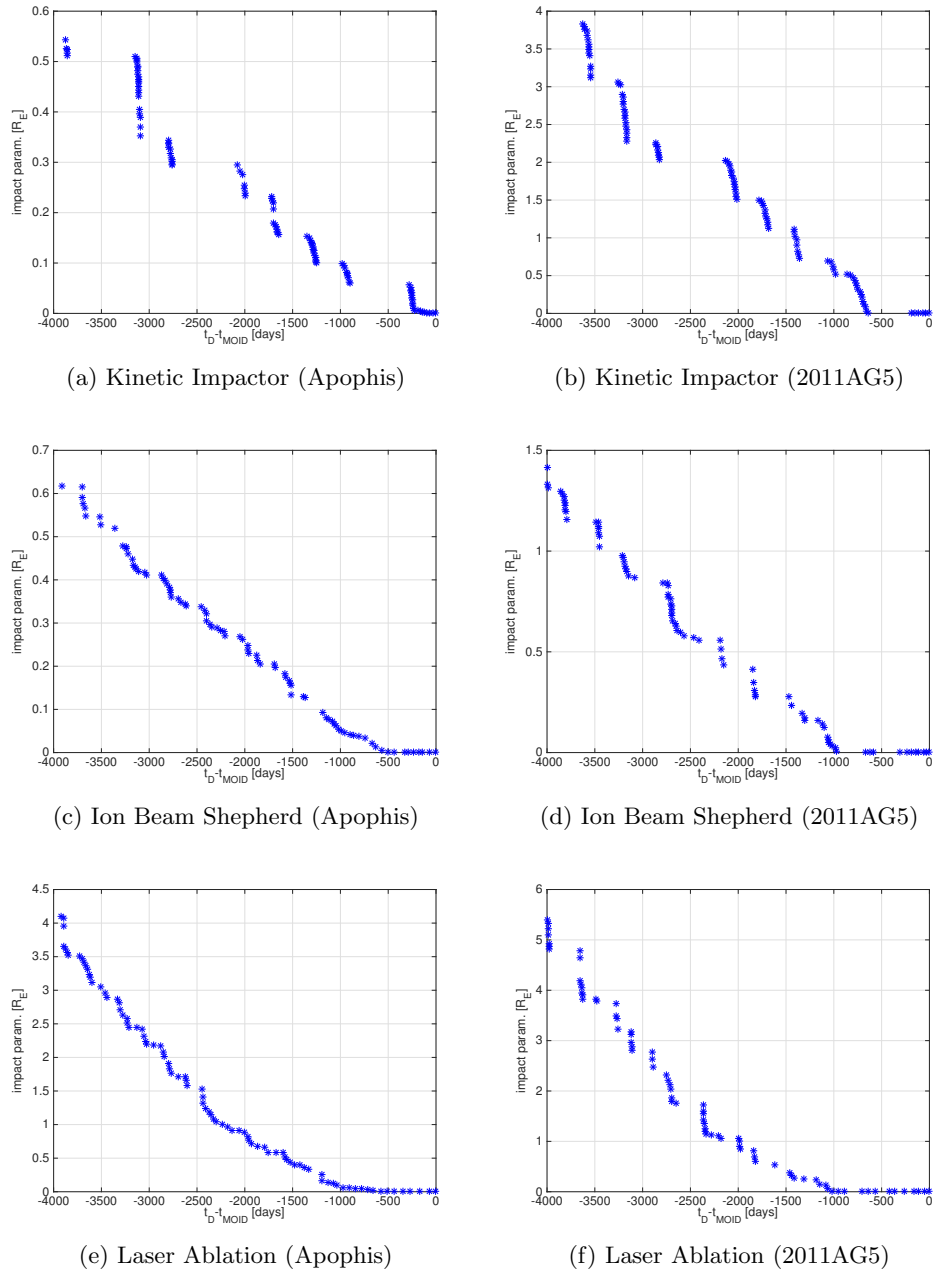 0.6
0.5
0.4
0.3
0.2
0.1
0
impact param. [R_E]
-4000 -3500 -3000 -2500 -2000 -1500 -1000 -500 0
t_D-t_MOID [days]
(a) Kinetic Impactor (Apophis)
4
3.5
3
2.5
2
1.5
1
0.5
0
impact param. [R_E]
-4000 -3500 -3000 -2500 -2000 -1500 -1000 -500 0
t_D-t_MOID [days]
(b) Kinetic Impactor (2011AG5)
0.7
0.6
0.5
0.4
0.3
0.2
0.1
0
impact param. [R_E]
-4000 -3500 -3000 -2500 -2000 -1500 -1000 -500 0
t_D-t_MOID [days]
(c) Ion Beam Shepherd (Apophis)
1.5
1
0.5
0
impact param. [R_E]
-4000 -3500 -3000 -2500 -2000 -1500 -1000 -500 0
t_D-t_MOID [days]
(d) Ion Beam Shepherd (2011AG5)
4.5
4
3.5
3
2.5
2
1.5
1
0.5
0
impact param. [R_E]
-4000 -3500 -3000 -2500 -2000 -1500 -1000 -500 0
t_D-t_MOID [days]
(e) Laser Ablation (Apophis)
6
5
4
3
2
1
0
impact param. [R_E]
-4000 -3500 -3000 -2500 -2000 -1500 -1000 -500 0
t_D-t_MOID [days]
(f) Laser Ablation (2011AG5)